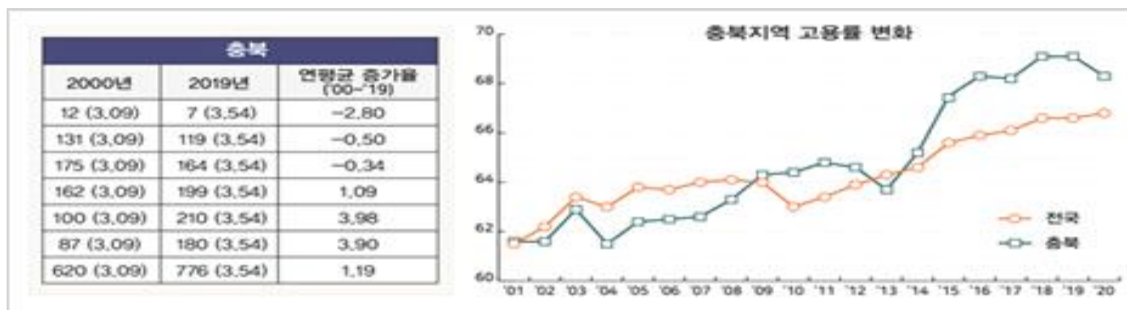 충북
2000년 2019년 연평균 증가율
('00~'19)
12 (3.09) 7 (3.54) -2.80
131 (3.09) 119 (3.54) -0.50
175 (3.09) 164 (3.54) -0.34
162 (3.09) 199 (3.54) 1.09
100 (3.09) 210 (3.54) 3.98
87 (3.09) 180 (3.54) 3.90
620 (3.09) 776 (3.54) 1.19
충북지역 고용률 변화
70
68
66
64
62
60
전국
충북
'01 '02 '03 '04 '05 '06 '07 '08 '09 '10 '11 '12 '13 '14 '15 '16 '17 '18 '19 '20